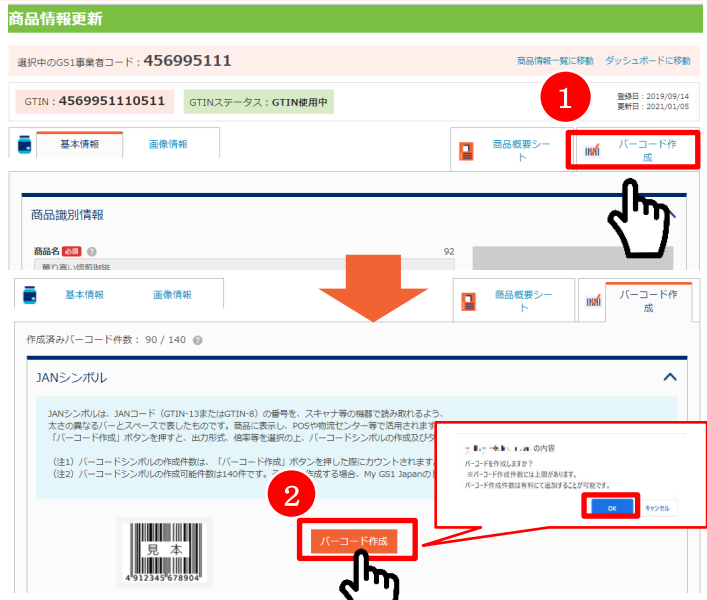 商品情報更新
選択中のGS1事業者コード：456995111
商品情報一覧に移動 ダッシュボードに移動
GTIN：4569951110511
GTINステータス：GTIN使用中
1
登録日：2019/09/14
更新日：2021/01/05
基本情報
画像情報
商品概要シー
ト
バーコード作
成
商品識別情報
商品名 必須 ?
92
香り高い焙煎珈琲
基本情報
画像情報
商品概要シー
ト
バーコード作
成
作成済みバーコード件数： 90 / 140 ?
JANシンボル
JANシンボルは、JANコード（GTIN-13またはGTIN-8）の番号を、スキャナ等の機器で読み取れるよう、
太さの異なるバーとスペースで表したものです。商品に表示し、POSや物流センター等で活用されます
「バーコード作成」ボタンを押すと、出力形式、倍率等を選択の上、バーコードシンボルの作成及びダ
（注1）バーコードシンボルの作成件数は、「バーコード作成」ボタンを押した際にカウントされます。
（注2）バーコードシンボルの作成可能件数は140件です。 作成する場合、My GS1 Japanの
の内容
バーコードを作成しますか？
※バーコード作成件数には上限があります。
バーコード作成件数は有料にて追加することが可能です。
OK
キャンセル
2
見本
バーコード作成
4 912345 678904